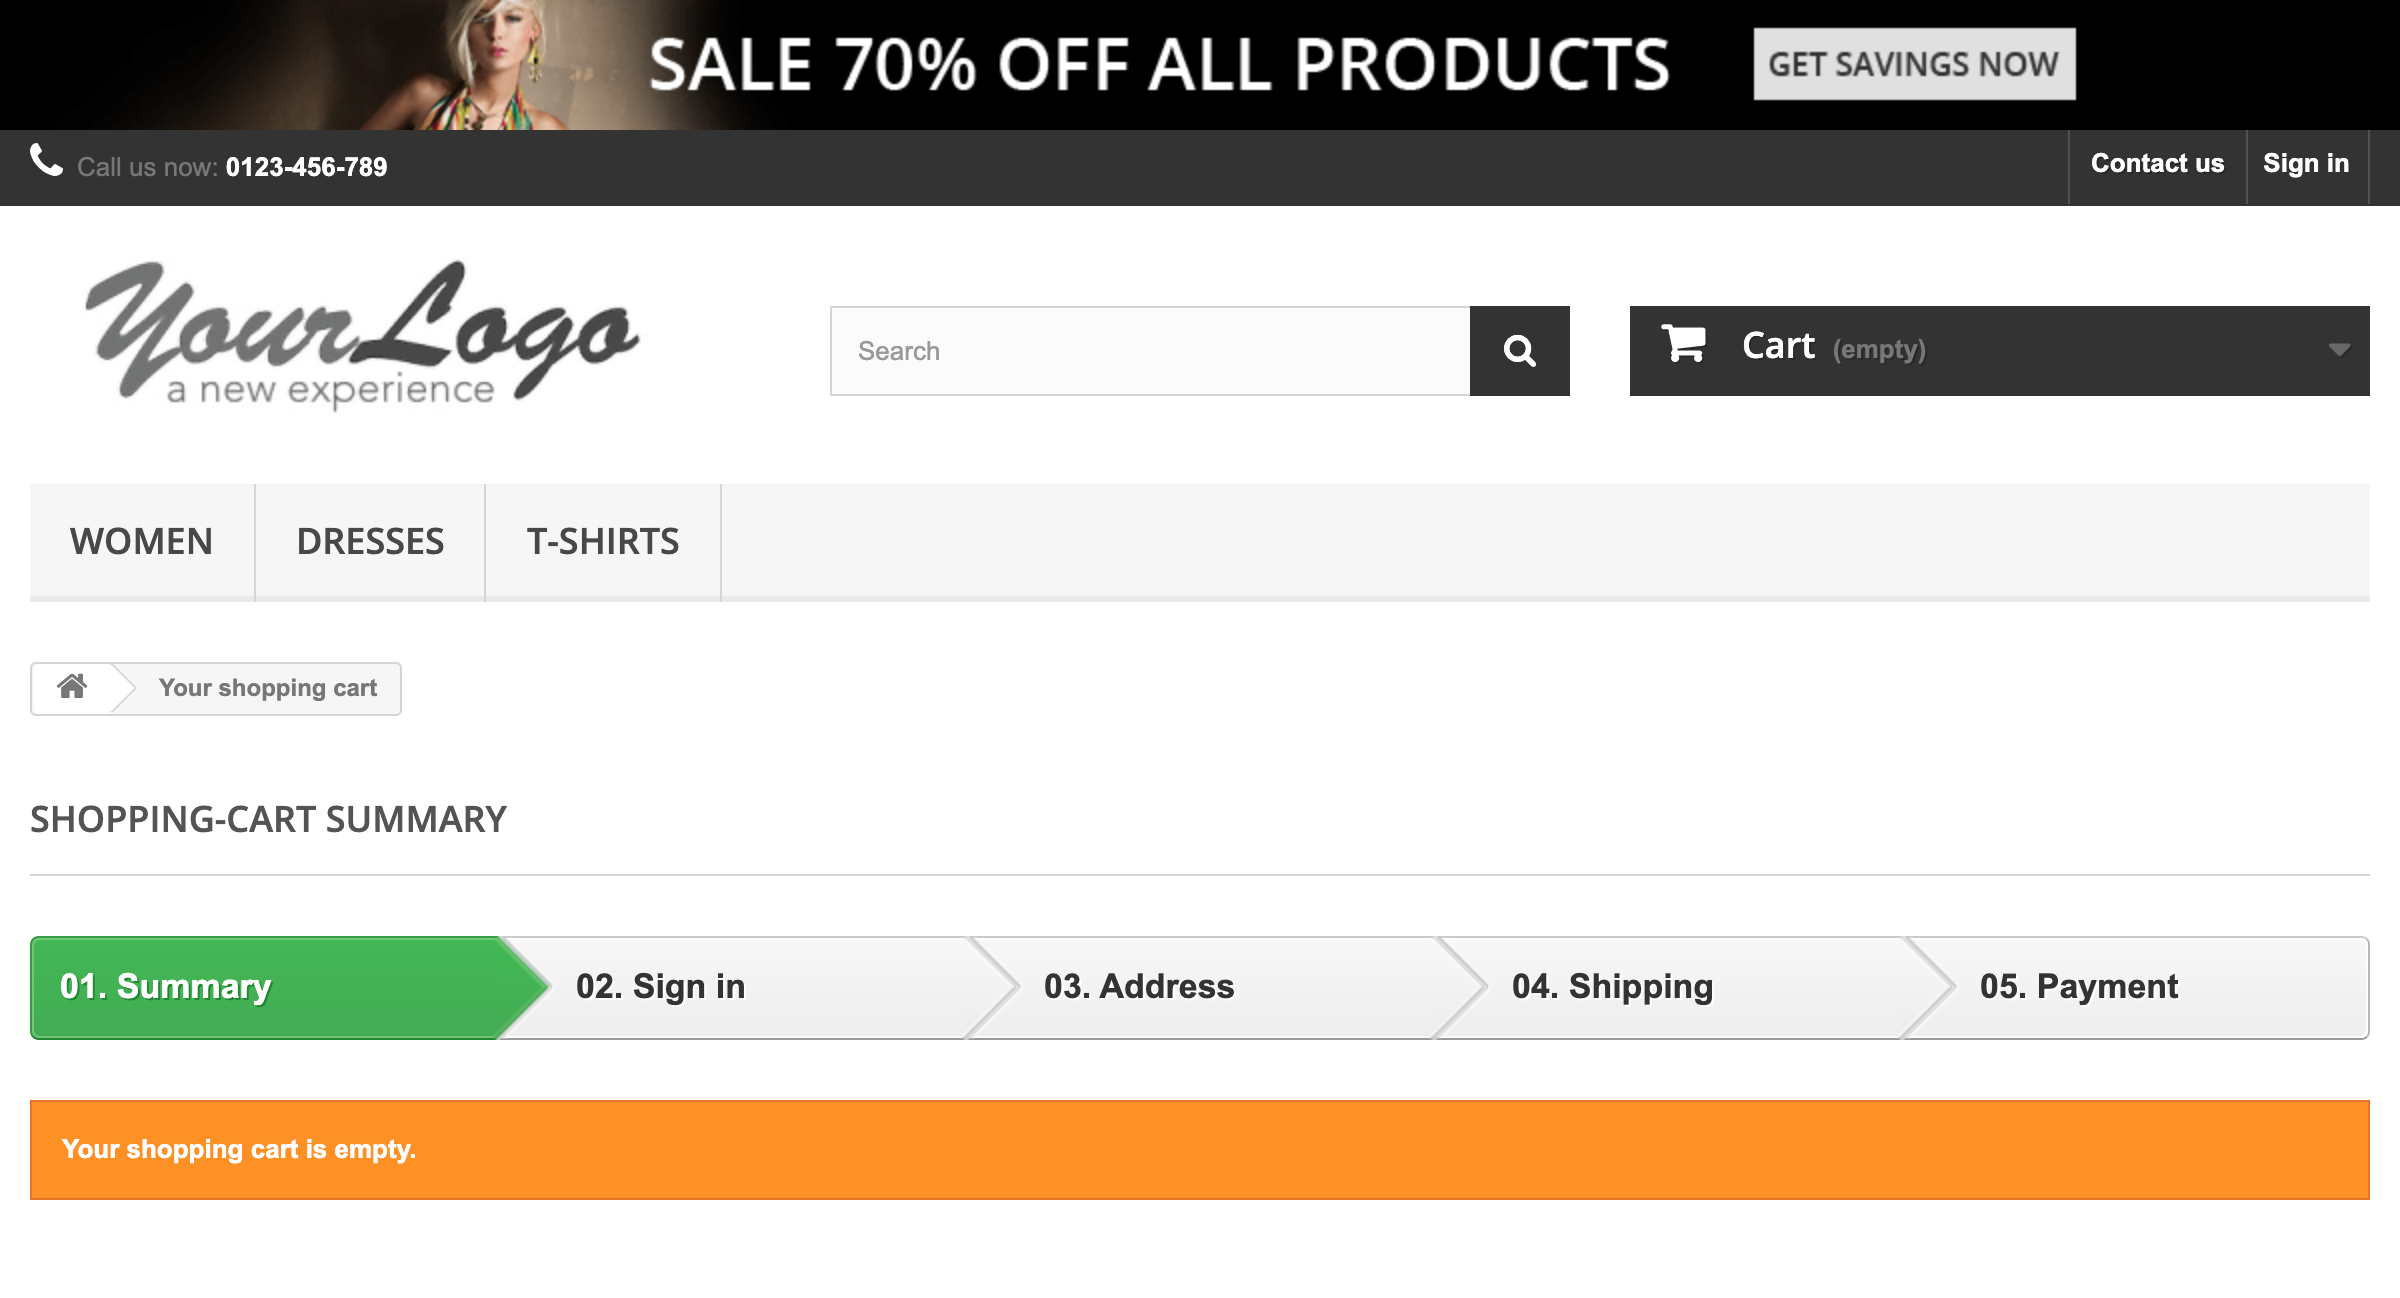 SALE 70% OFF ALL PRODUCTS GET SAVINGS NOW
Call us now: 0123-456-789 Contact us Sign in
YourLogo
a new experience
Search
Cart (empty)
WOMEN DRESSES T-SHIRTS
Your shopping cart
SHOPPING-CART SUMMARY
01. Summary 02. Sign in 03. Address 04. Shipping 05. Payment
Your shopping cart is empty.